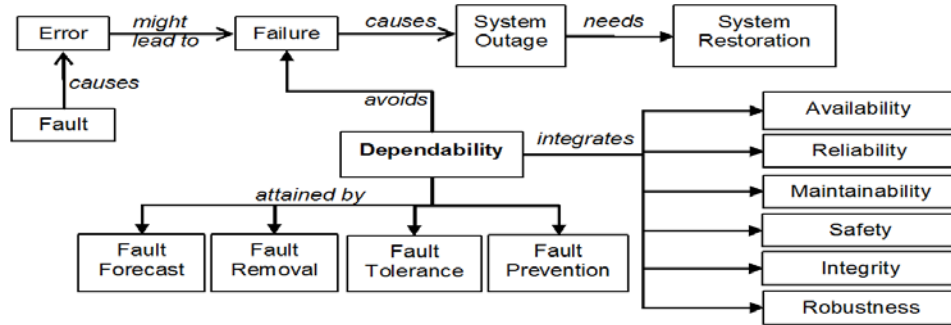 Error
might
lead to
Failure
causes
System
Outage
needs
System
Restoration
causes
Fault
avoids
Dependability
integrates
Availability
Reliability
Maintainability
Safety
Integrity
Robustness
attained by
Fault
Forecast
Fault
Removal
Fault
Tolerance
Fault
Prevention